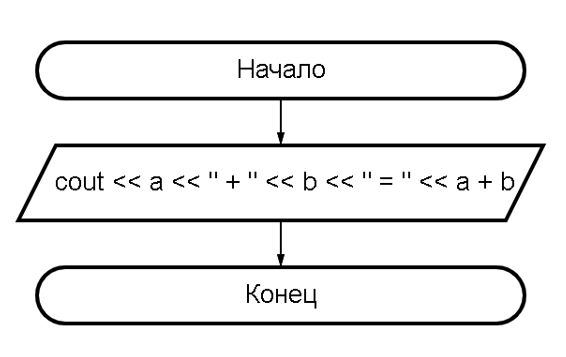 Начало
cout << a << " + " << b << " = " << a + b
Конец